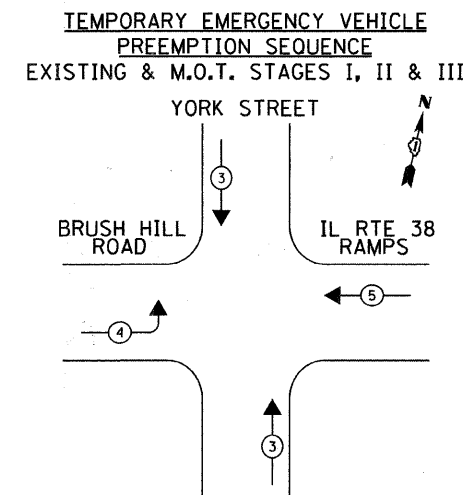 TEMPORARY EMERGENCY VEHICLE
PREEMPTION SEQUENCE
EXISTING & M.O.T. STAGES I, II & III
YORK STREET
N
3
BRUSH HILL
ROAD
IL RTE 38
RAMPS
5
4
3